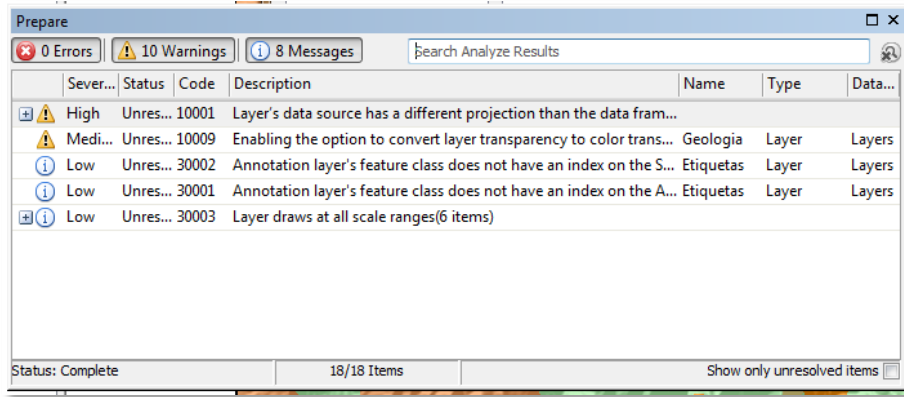 Prepare
0 Errors 10 Warnings 8 Messages Search Analyze Results
Sever... Status Code Description Name Type Data...
High Unres... 10001 Layer's data source has a different projection than the data fram...
Medi... Unres... 10009 Enabling the option to convert layer transparency to color trans... Geologia Layer Layers
Low Unres... 30002 Annotation layer's feature class does not have an index on the S... Etiquetas Layer Layers
Low Unres... 30001 Annotation layer's feature class does not have an index on the A... Etiquetas Layer Layers
Low Unres... 30003 Layer draws at all scale ranges(6 items)
Status: Complete 18/18 Items Show only unresolved items